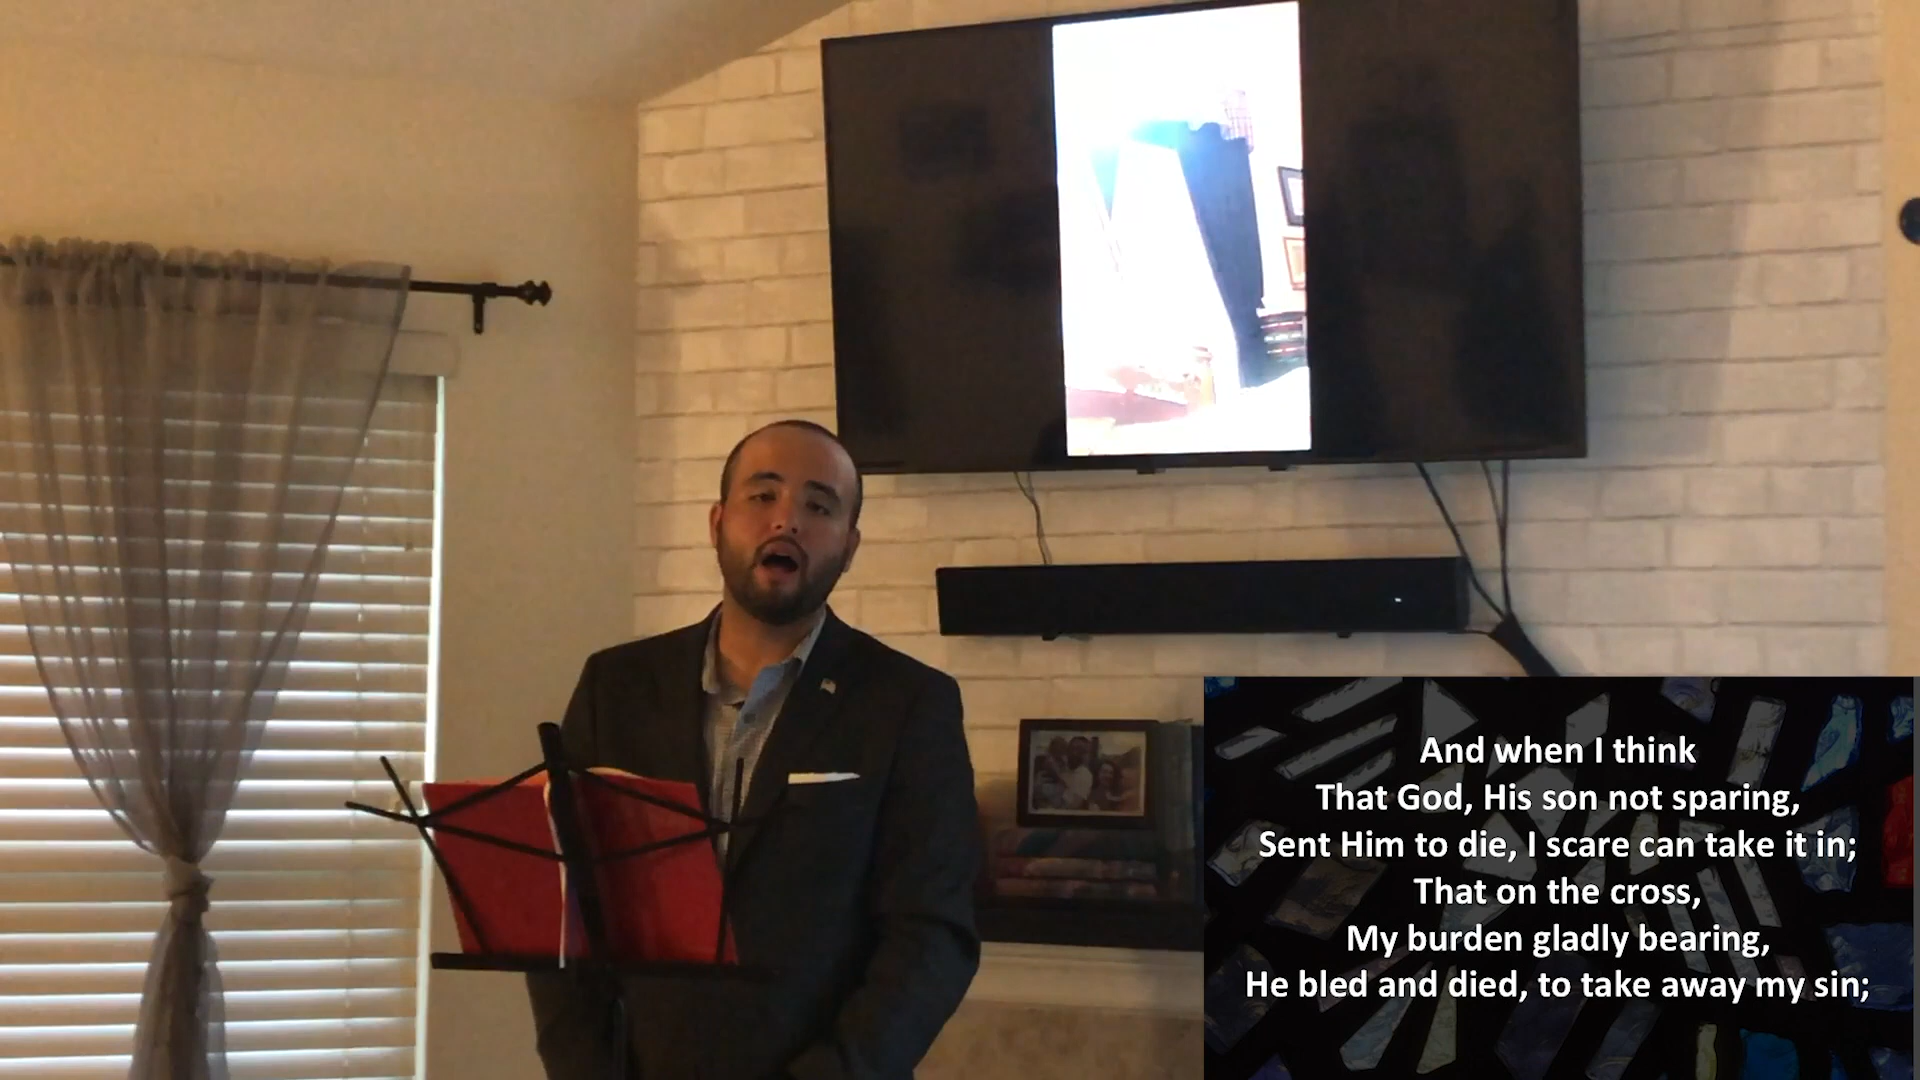 And when I think
That God, His son not sparing,
Sent Him to die, I scare can take it in;
That on the cross,
My burden gladly bearing,
He bled and died, to take away my sin;